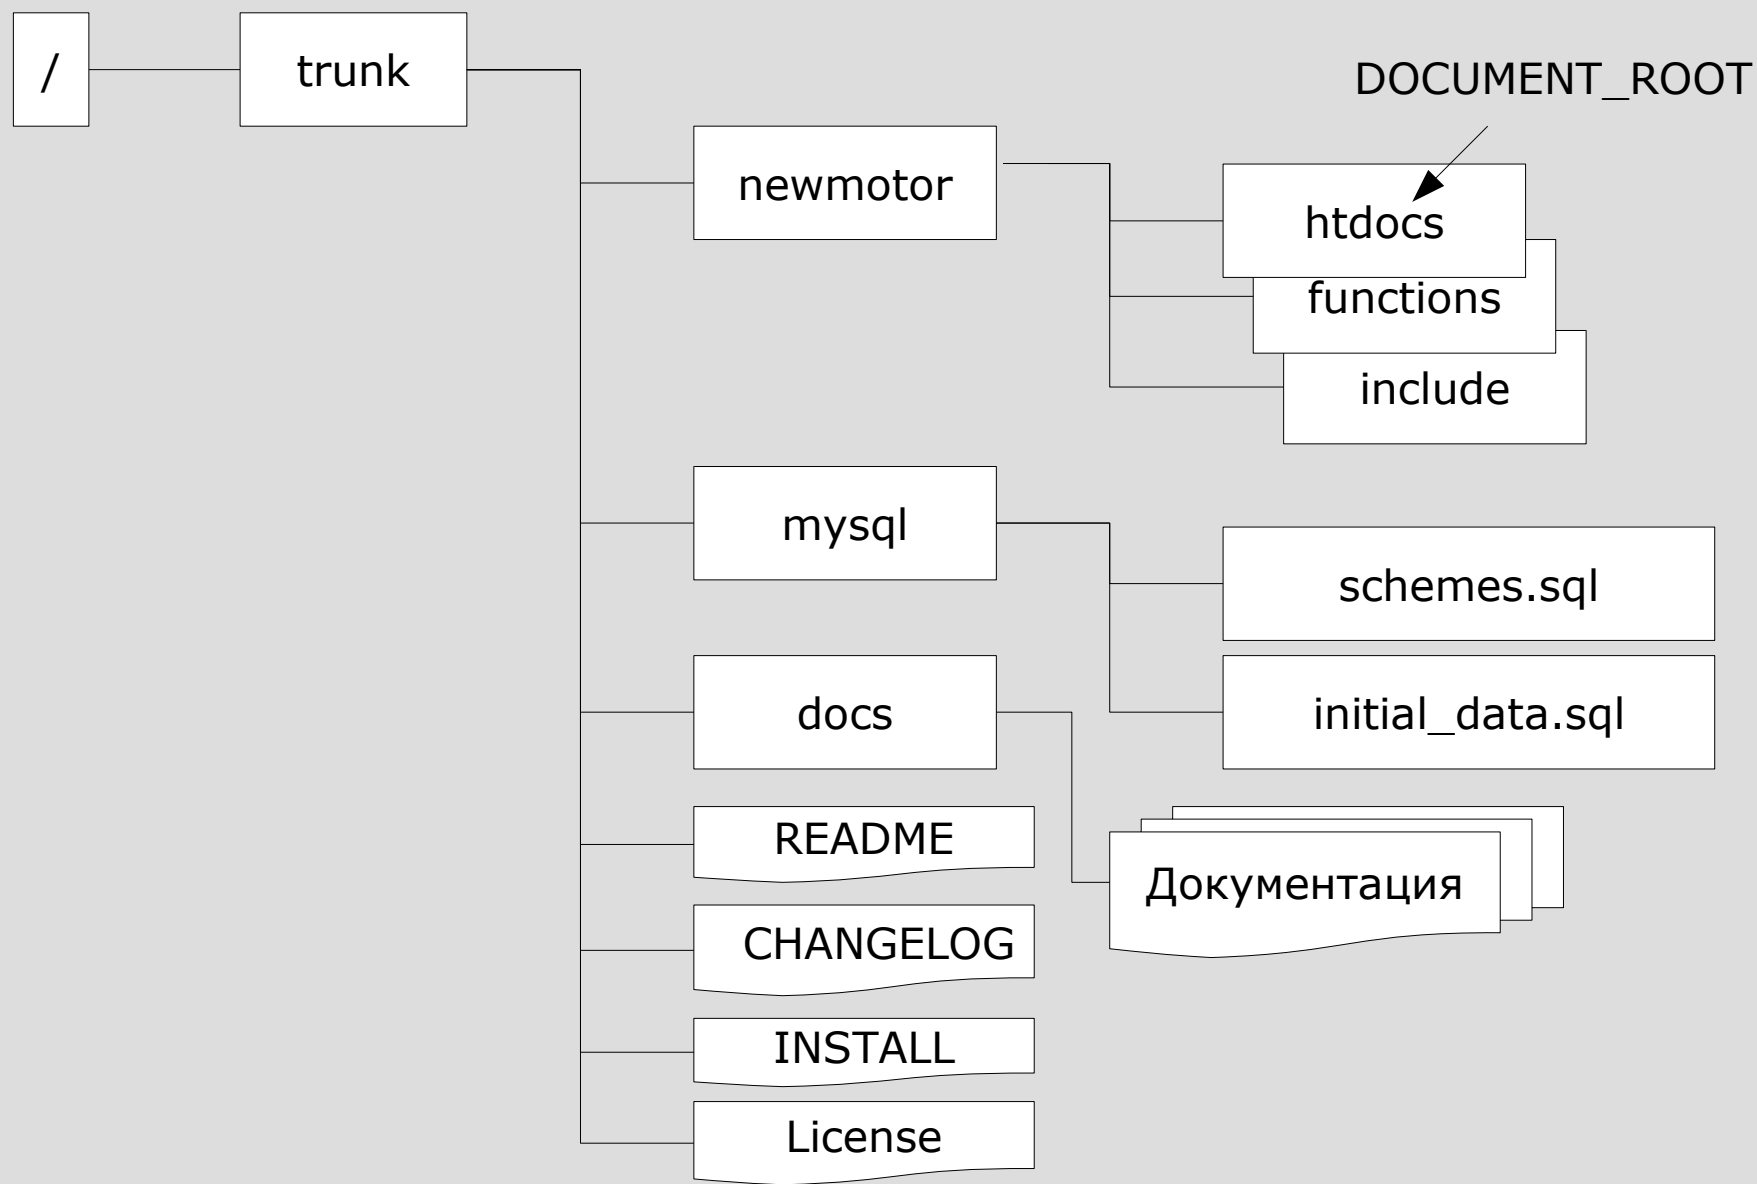 /
trunk
DOCUMENT_ROOT
newmotor
htdocs
functions
include
mysql
schemes.sql
initial_data.sql
docs
Документация
README
CHANGELOG
INSTALL
License